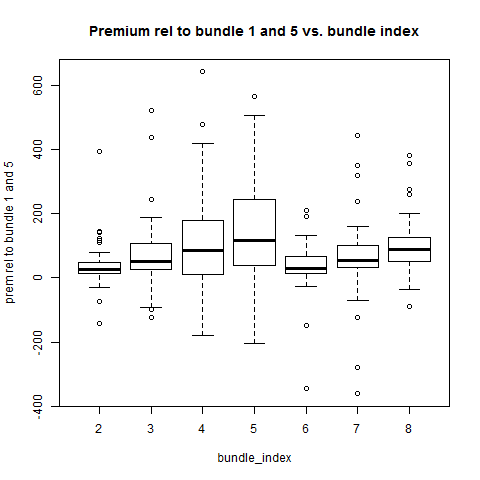 Premium rel to bundle 1 and 5 vs. bundle index
prem rel to bundle 1 and 5
600
400
200
0
-200
-400
2 3 4 5 6 7 8
bundle_index